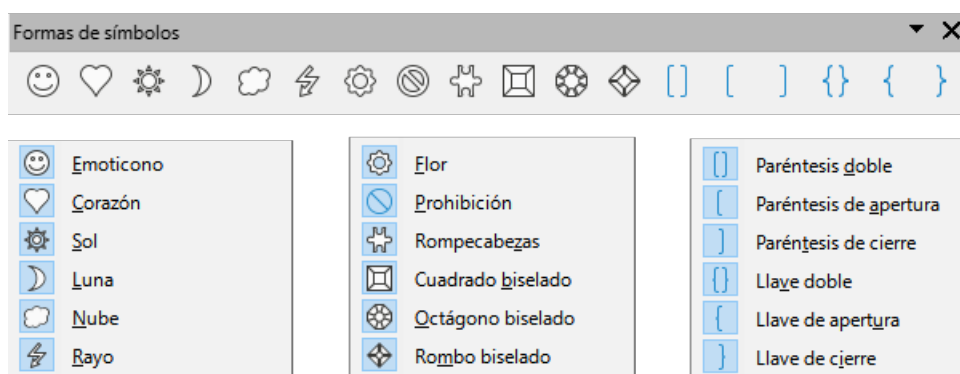 Formas de símbolos
Emoticono
Corazón
Sol
Luna
Nube
Rayo
Flor
Prohibición
Rompecabezas
Cuadrado biselado
Octágono biselado
Rombo biselado
Paréntesis doble
Paréntesis de apertura
Paréntesis de cierre
Llave doble
Llave de apertura
Llave de cierre